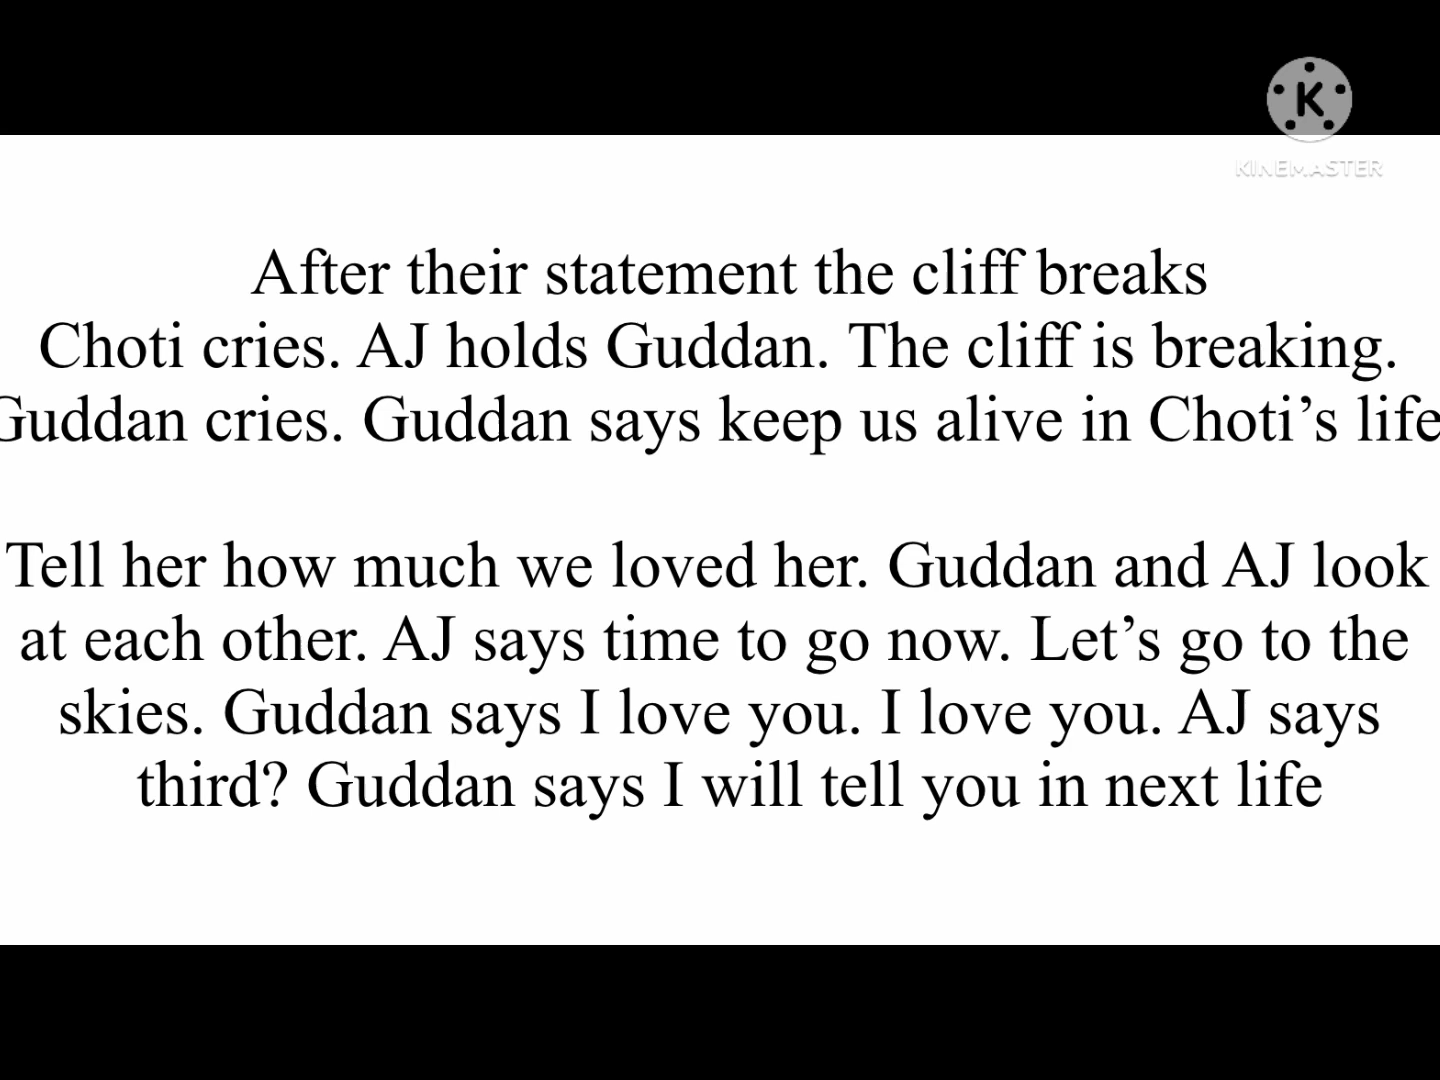 K
KINEMASTER
After their statement the cliff breaks
Choti cries. AJ holds Guddan. The cliff is breaking.
Guddan cries. Guddan says keep us alive in Choti’s life
Tell her how much we loved her. Guddan and AJ look
at each other. AJ says time to go now. Let’s go to the
skies. Guddan says I love you. I love you. AJ says
third? Guddan says I will tell you in next life